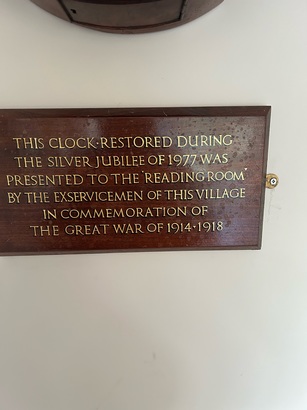 THIS CLOCK·RESTORED DURING
THE SILVER JUBILEE OF 1977 WAS
PRESENTED TO THE 'READING ROOM'
BY THE EXSERVICEMEN OF THIS VILLAGE
IN COMMEMORATION OF
THE GREAT WAR OF 1914·1918